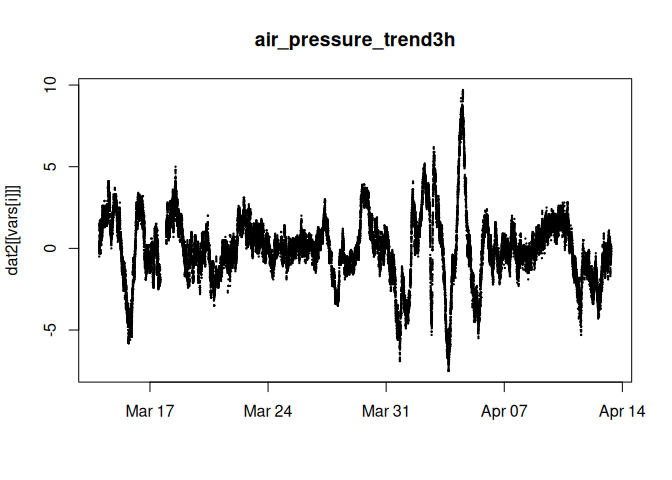 air_pressure_trend3h
dat2[[vars[i]]]
10
5
0
-5
Mar 17
Mar 24
Mar 31
Apr 07
Apr 14